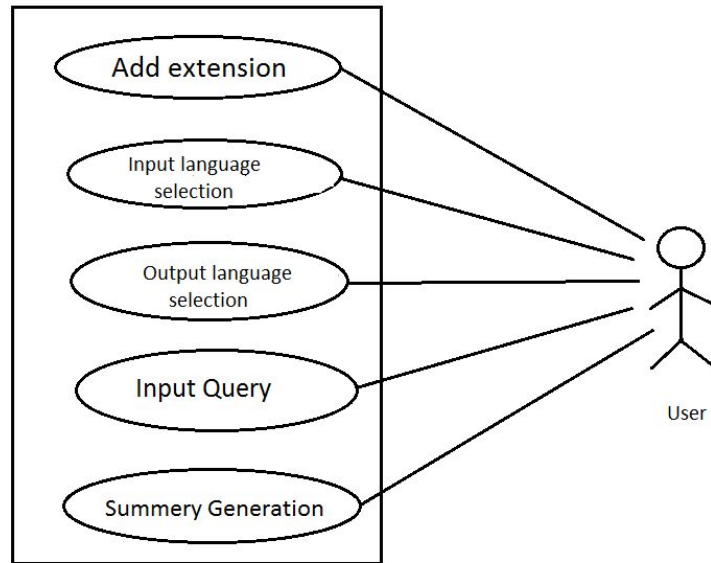 Add extension
Input language
selection
Output language
selection
Input Query
Summery Generation
User